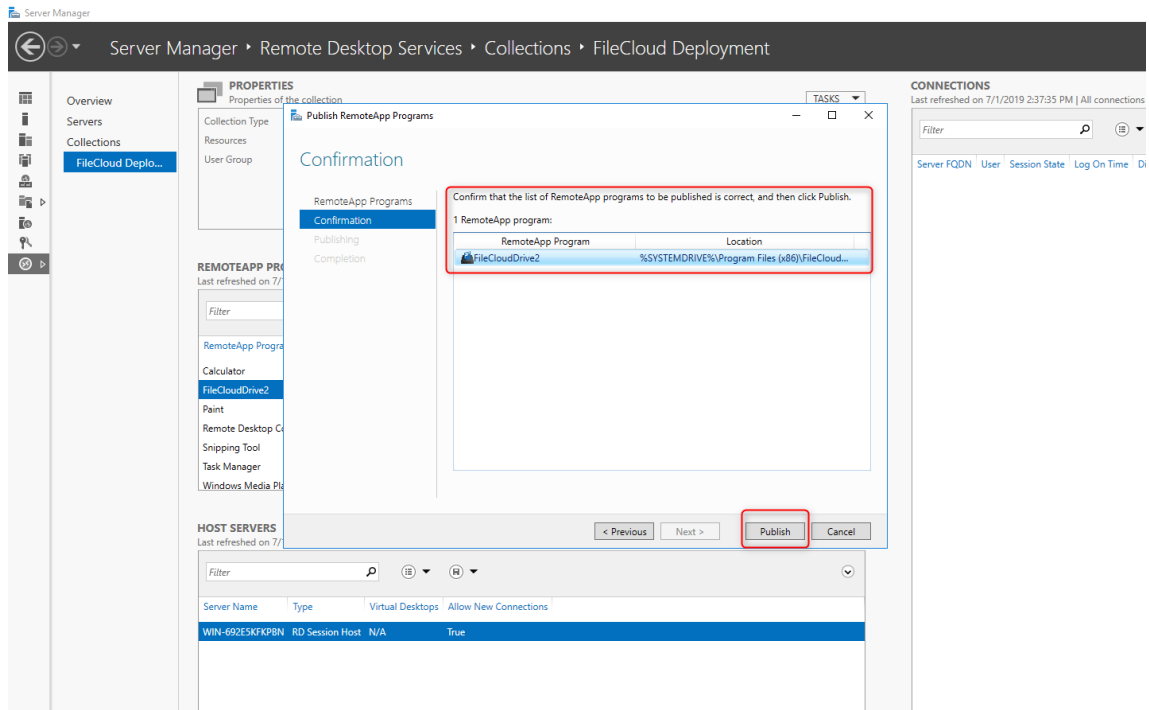 Server Manager
Server Manager • Remote Desktop Services • Collections • FileCloud Deployment
Overview
Servers
Collections
FileCloud Deplo...
PROPERTIES
Properties of the collection
TASKS
Collection Type
Resources
User Group
REMOTEAPP PRO
Last refreshed on 7/
Filter
RemoteApp Progra
Calculator
FileCloudDrive2
Paint
Remote Desktop Co
Snipping Tool
Task Manager
Windows Media Pla
Publish RemoteApp Programs
Confirmation
RemoteApp Programs
Confirmation
Publishing
Completion
Confirm that the list of RemoteApp programs to be published is correct, and then click Publish.
1 RemoteApp program:
RemoteApp Program Location
FileCloudDrive2 %SYSTEMDRIVE%\Program Files (x86)\FileCloud...
< Previous Next > Publish Cancel
HOST SERVERS
Last refreshed on 7/
Filter
Server Name Type Virtual Desktops Allow New Connections
WIN-692E5KFKPBN RD Session Host N/A True
CONNECTIONS
Last refreshed on 7/1/2019 2:37:35 PM | All connections
Filter
Server FQDN User Session State Log On Time Di